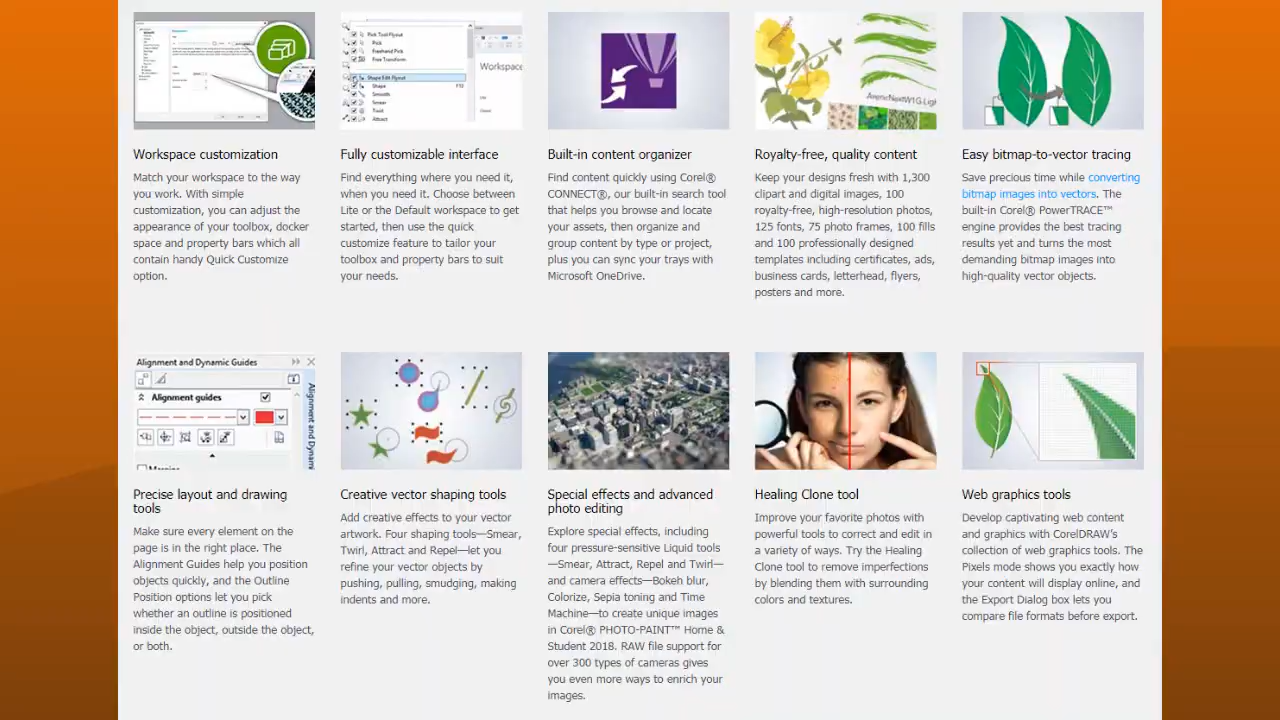 Pick Tool Flyout
Pick
Freehand Pick
Free Transform
Shape Edit Flyout
Shape F10
Smooth
Smear
Twirl
Attract
Workspace
Workspace customization
Match your workspace to the way
you work. With simple
customization, you can adjust the
appearance of your toolbox, docker
space and property bars which all
contain handy Quick Customize
option.
Fully customizable interface
Find everything where you need it,
when you need it. Choose between
Lite or the Default workspace to get
started, then use the quick
customize feature to tailor your
toolbox and property bars to suit
your needs.
Built-in content organizer
Find content quickly using Corel®
CONNECT®, our built-in search tool
that helps you browse and locate
your assets, then organize and
group content by type or project,
plus you can sync your trays with
Microsoft OneDrive.
Royalty-free, quality content
Keep your designs fresh with 1,300
clipart and digital images, 100
royalty-free, high-resolution photos,
125 fonts, 75 photo frames, 100 fills
and 100 professionally designed
templates including certificates, ads,
business cards, letterhead, flyers,
posters and more.
Easy bitmap-to-vector tracing
Save precious time while converting
bitmap images into vectors. The
built-in Corel® PowerTRACE™
engine provides the best tracing
results yet and turns the most
demanding bitmap images into
high-quality vector objects.
Alignment and Dynamic Guides
Alignment guides
Alignment and Dynami
Precise layout and drawing
tools
Make sure every element on the
page is in the right place. The
Alignment Guides help you position
objects quickly, and the Outline
Position options let you pick
whether an outline is positioned
inside the object, outside the object,
or both.
Creative vector shaping tools
Add creative effects to your vector
artwork. Four shaping tools—Smear,
Twirl, Attract and Repel—let you
refine your vector objects by
pushing, pulling, smudging, making
indents and more.
Special effects and advanced
photo editing
Explore special effects, including
four pressure-sensitive Liquid tools
—Smear, Attract, Repel and Twirl—
and camera effects—Bokeh blur,
Colorize, Sepia toning and Time
Machine—to create unique images
in Corel® PHOTO-PAINT™ Home &
Student 2018. RAW file support for
over 300 types of cameras gives
you even more ways to enrich your
images.
Healing Clone tool
Improve your favorite photos with
powerful tools to correct and edit in
a variety of ways. Try the Healing
Clone tool to remove imperfections
by blending them with surrounding
colors and textures.
Web graphics tools
Develop captivating web content
and graphics with CorelDRAW's
collection of web graphics tools. The
Pixels mode shows you exactly how
your content will display online, and
the Export Dialog box lets you
compare file formats before export.